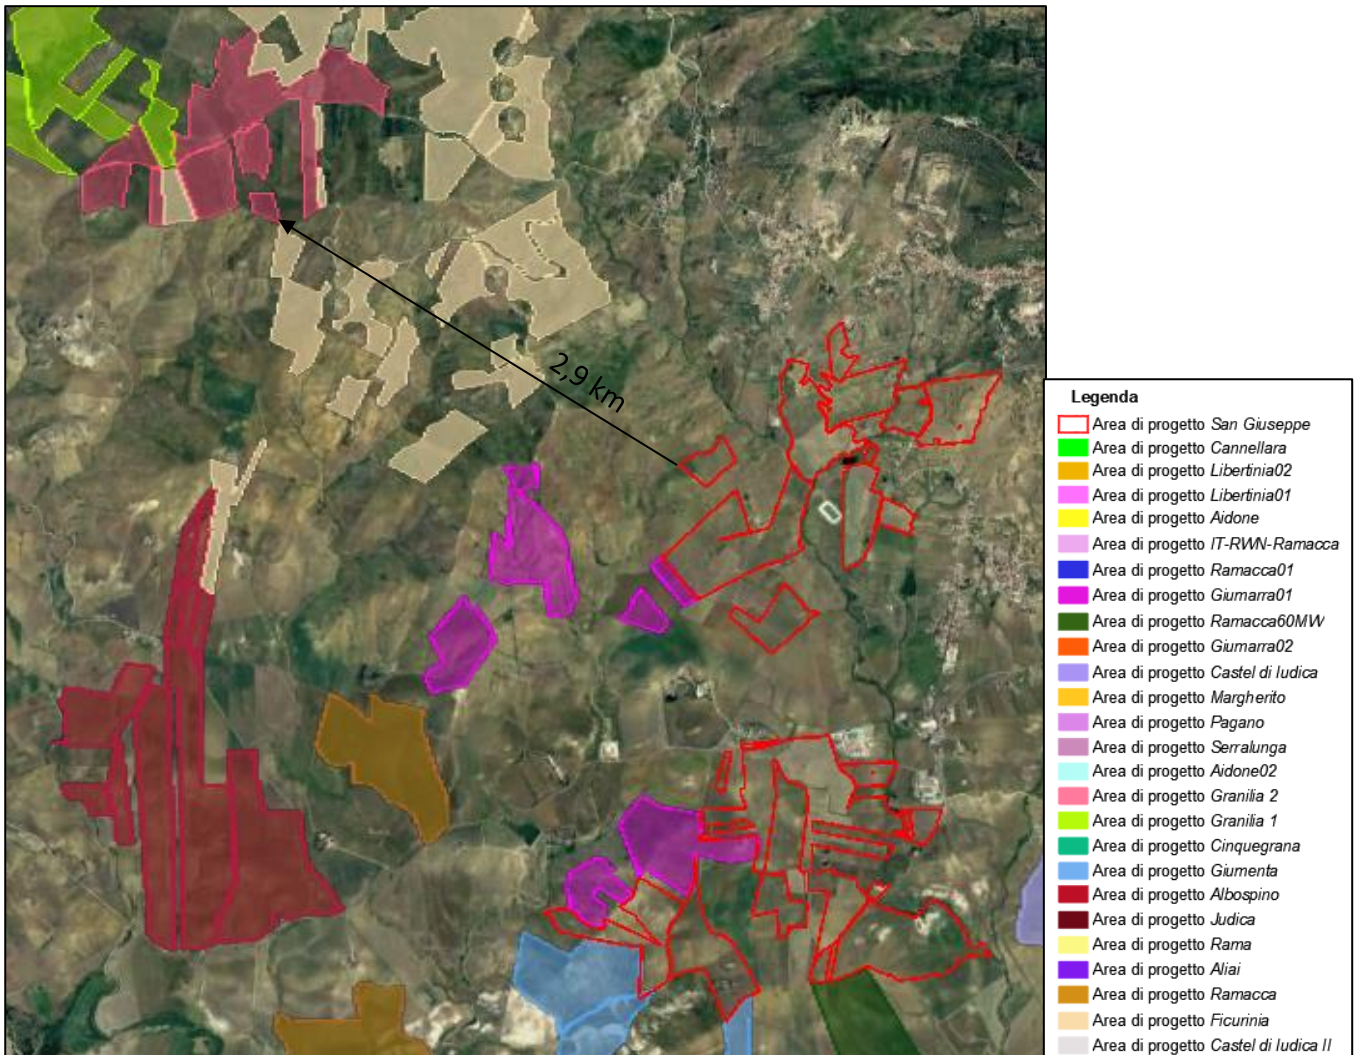 2,9 km
Legenda
Area di progetto San Giuseppe
Area di progetto Cannellara
Area di progetto Libertinia02
Area di progetto Libertinia01
Area di progetto Aidone
Area di progetto IT-RWN-Ramacca
Area di progetto Ramacca01
Area di progetto Giumarra01
Area di progetto Ramacca60MW
Area di progetto Giumarra02
Area di progetto Castel di Iudica
Area di progetto Margherito
Area di progetto Pagano
Area di progetto Serralunga
Area di progetto Aidone02
Area di progetto Granilia 2
Area di progetto Granilia 1
Area di progetto Cinquegrana
Area di progetto Giumenta
Area di progetto Albospino
Area di progetto Judica
Area di progetto Rama
Area di progetto Aliai
Area di progetto Ramacca
Area di progetto Ficurinia
Area di progetto Castel di Iudica II